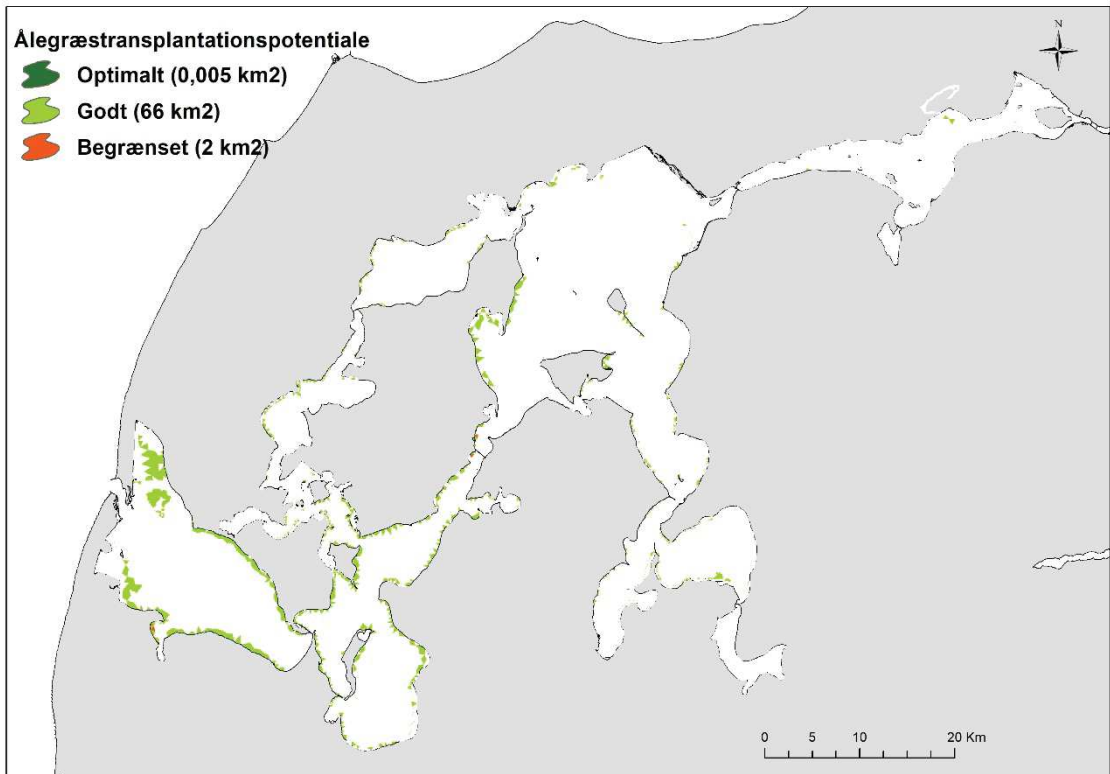 Ålegræstransplantationspotentiale
Optimalt (0,005 km2)
Godt (66 km2)
Begrænset (2 km2)
N
0 5 10 20 Km